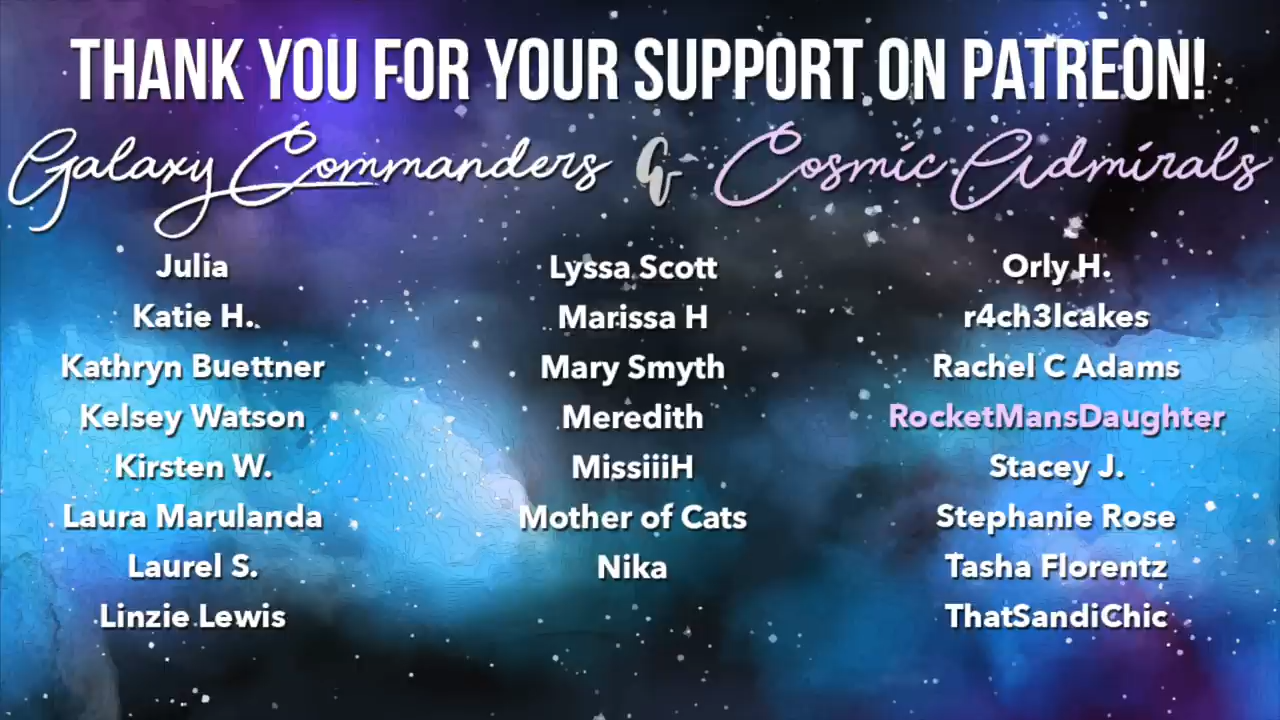 THANK YOU FOR YOUR SUPPORT ON PATREON!
Galaxy Commanders & Cosmic Admirals
Julia
Katie H.
Kathryn Buettner
Kelsey Watson
Kirsten W.
Laura Marulanda
Laurel S.
Linzie Lewis
Lyssa Scott
Marissa H
Mary Smyth
Meredith
MissiiiH
Mother of Cats
Nika
Orly H.
r4ch3lcakes
Rachel C Adams
RocketMansDaughter
Stacey J.
Stephanie Rose
Tasha Florentz
ThatSandiChic